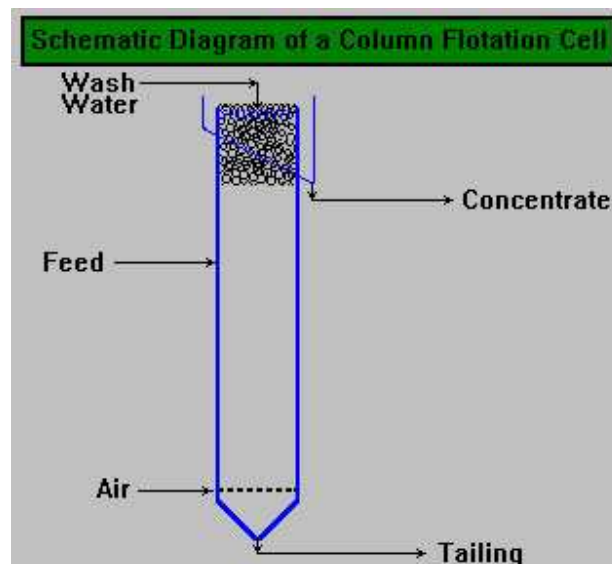 Schematic Diagram of a Column Flotation Cell
Wash
Water
Concentrate
Feed
Air
Tailing